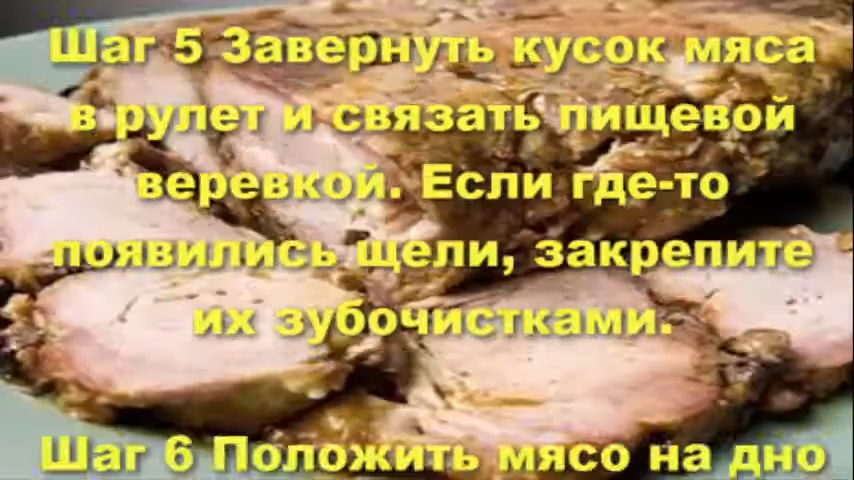 Шаг 5 Завернуть кусок мяса
в рулет и связать пищевой
веревкой. Если где-то
появились щели, закрепите
их зубочистками.
Шаг 6 Положить мясо на дно